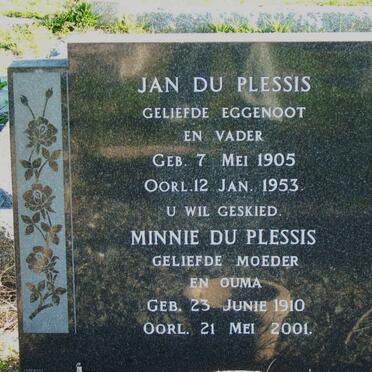 JAN DU PLESSIS
GELIEFDE EGGENOOT
EN VADER
GEB. 7 MEI 1905
OORL. 12 JAN. 1953.
U WIL GESKIED.
MINNIE DU PLESSIS
GELIEFDE MOEDER
EN OUMA
GEB. 23 JUNIE 1910
OORL. 21 MEI 2001.